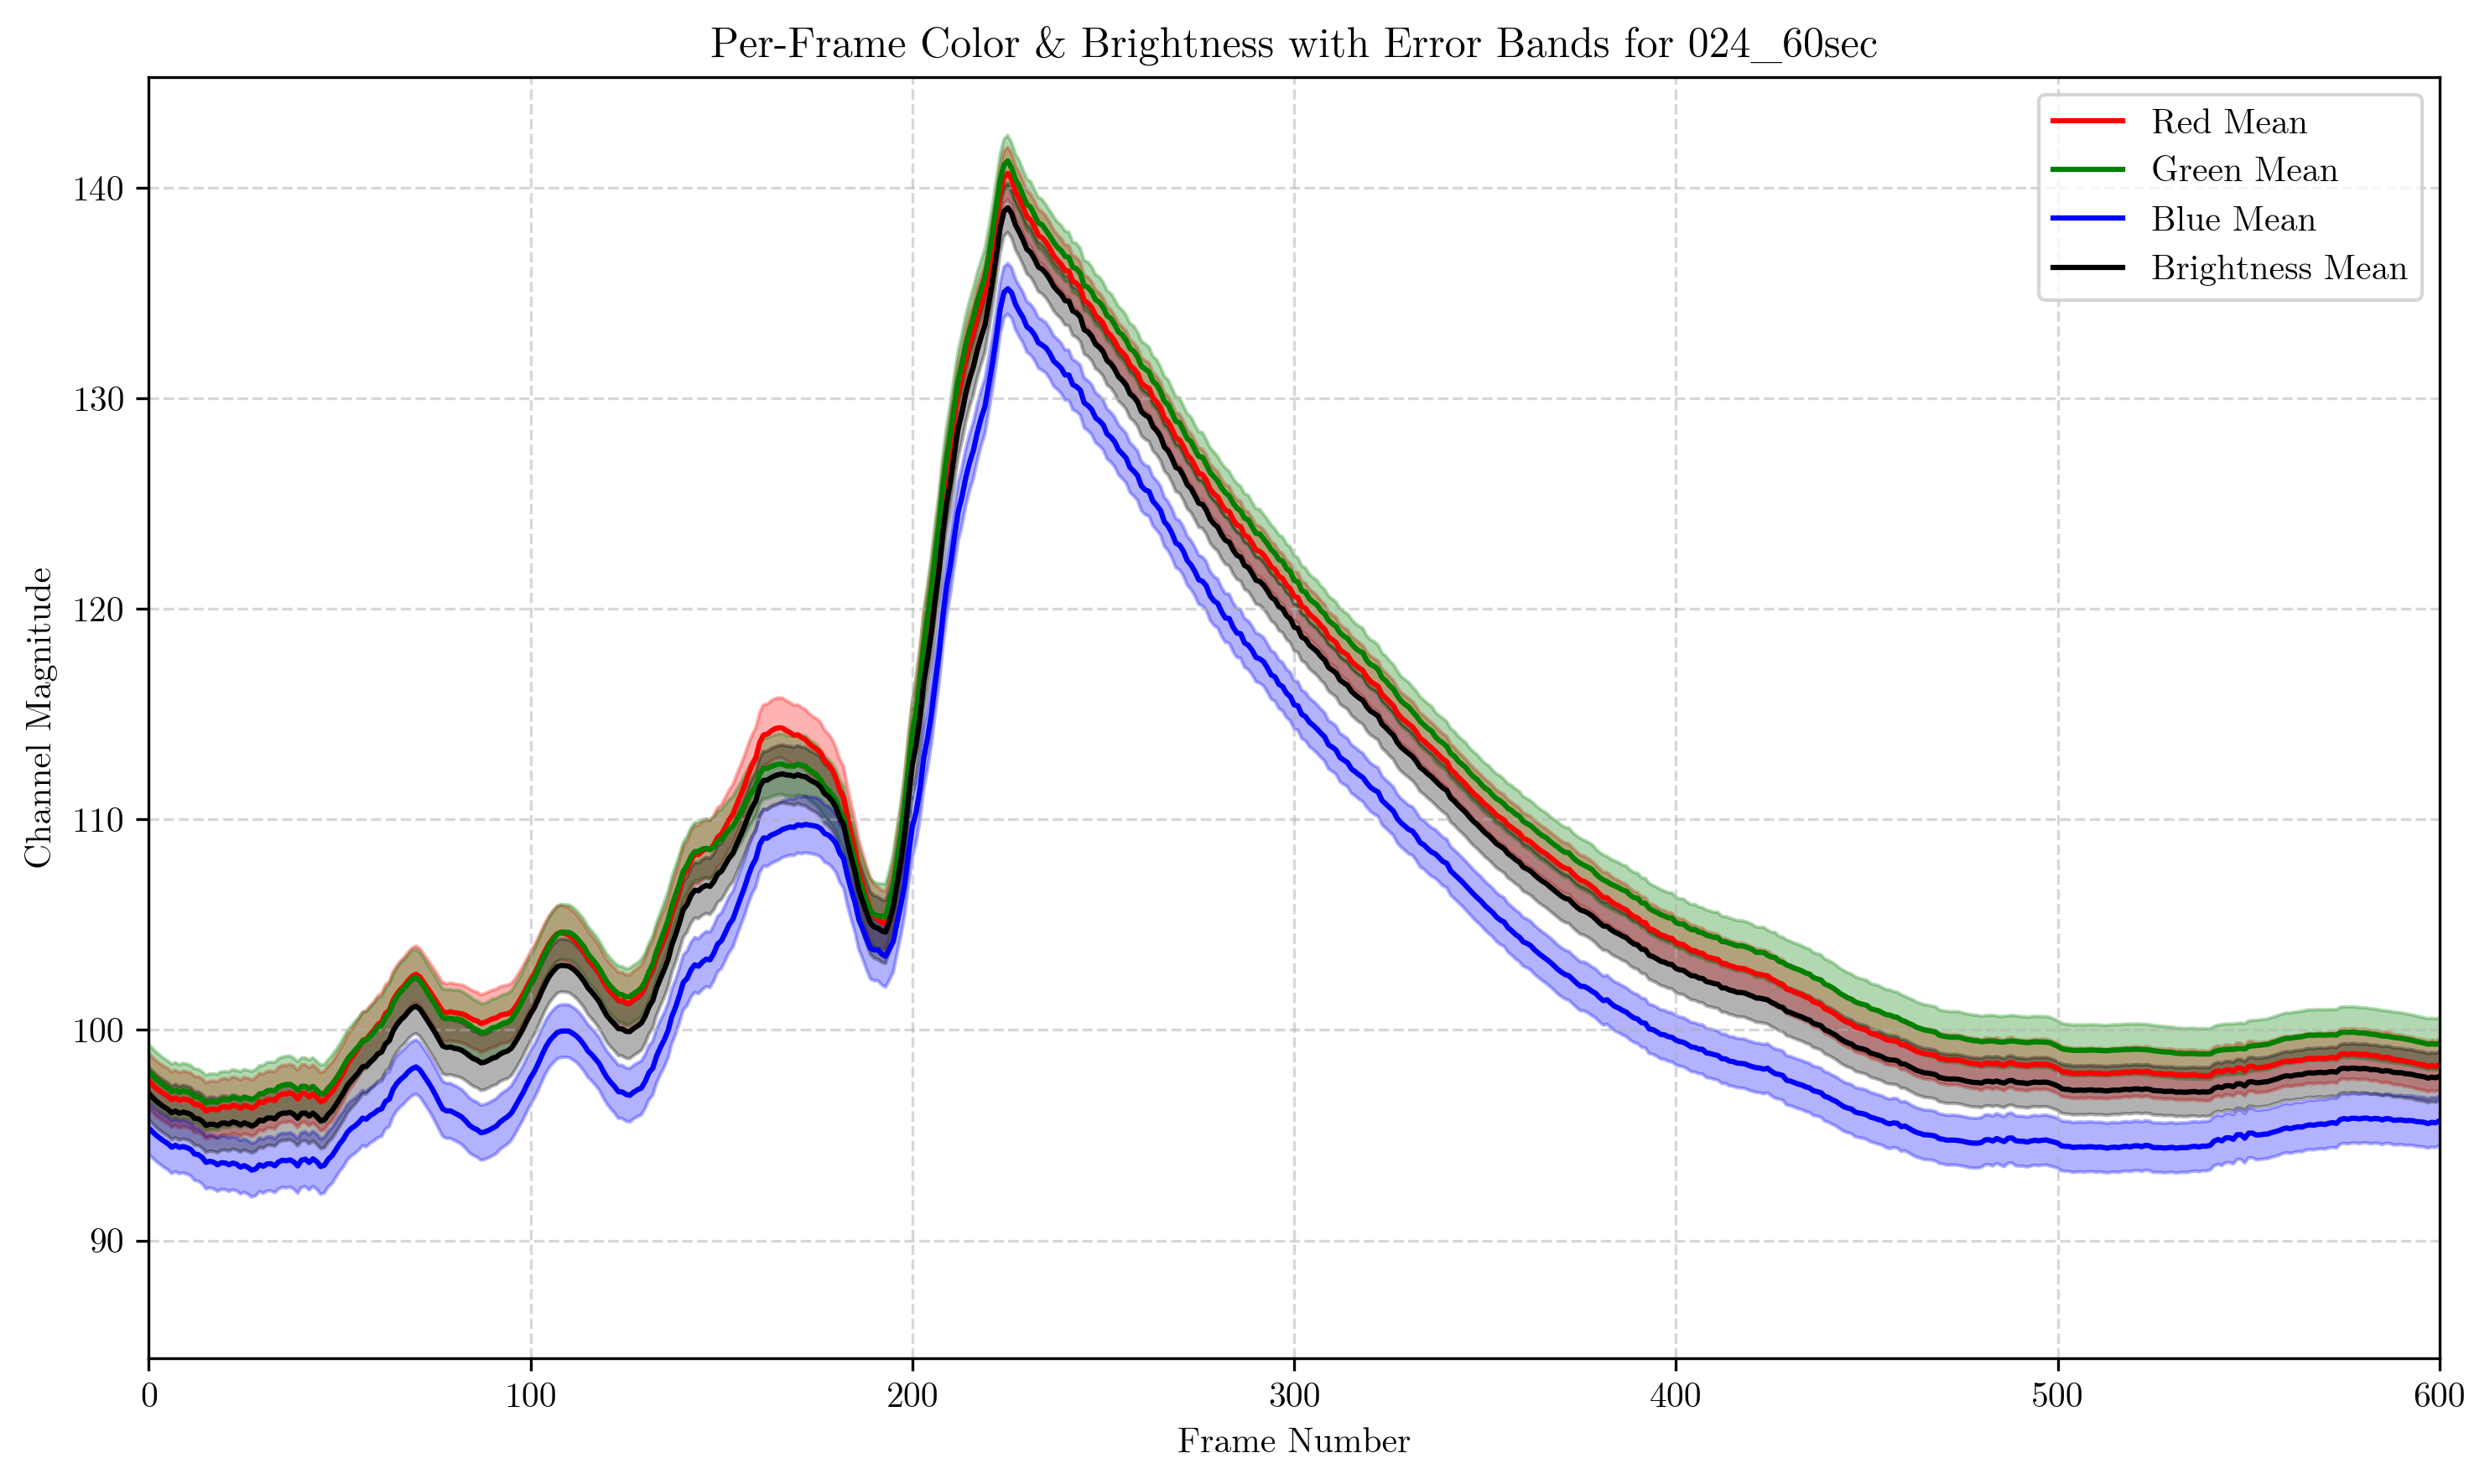 Per-Frame Color & Brightness with Error Bands for 024_60sec
Red Mean
Green Mean
Blue Mean
Brightness Mean
Channel Magnitude
140
130
120
110
100
90
0 100 200 300 400 500 600
Frame Number